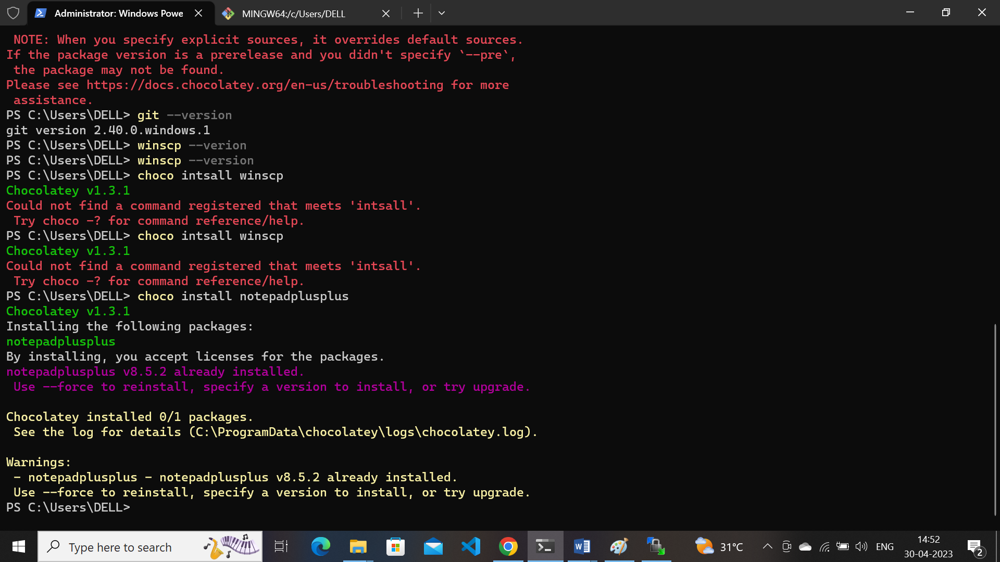 Administrator: Windows Powe
MINGW64:/c/Users/DELL
NOTE: When you specify explicit sources, it overrides default sources.
If the package version is a prerelease and you didn't specify `--pre`,
the package may not be found.
Please see https://docs.chocolatey.org/en-us/troubleshooting for more
assistance.
PS C:\Users\DELL> git --version
git version 2.40.0.windows.1
PS C:\Users\DELL> winscp --verion
PS C:\Users\DELL> winscp --version
PS C:\Users\DELL> choco intsall winscp
Chocolatey v1.3.1
Could not find a command registered that meets 'intsall'.
Try choco -? for command reference/help.
PS C:\Users\DELL> choco intsall winscp
Chocolatey v1.3.1
Could not find a command registered that meets 'intsall'.
Try choco -? for command reference/help.
PS C:\Users\DELL> choco install notepadplusplus
Chocolatey v1.3.1
Installing the following packages:
notepadplusplus
By installing, you accept licenses for the packages.
notepadplusplus v8.5.2 already installed.
Use --force to reinstall, specify a version to install, or try upgrade.
Chocolatey installed 0/1 packages.
See the log for details (C:\ProgramData\chocolatey\logs\chocolatey.log).
Warnings:
- notepadplusplus - notepadplusplus v8.5.2 already installed.
Use --force to reinstall, specify a version to install, or try upgrade.
PS C:\Users\DELL>
Type here to search
31°C
ENG
14:52
30-04-2023
2